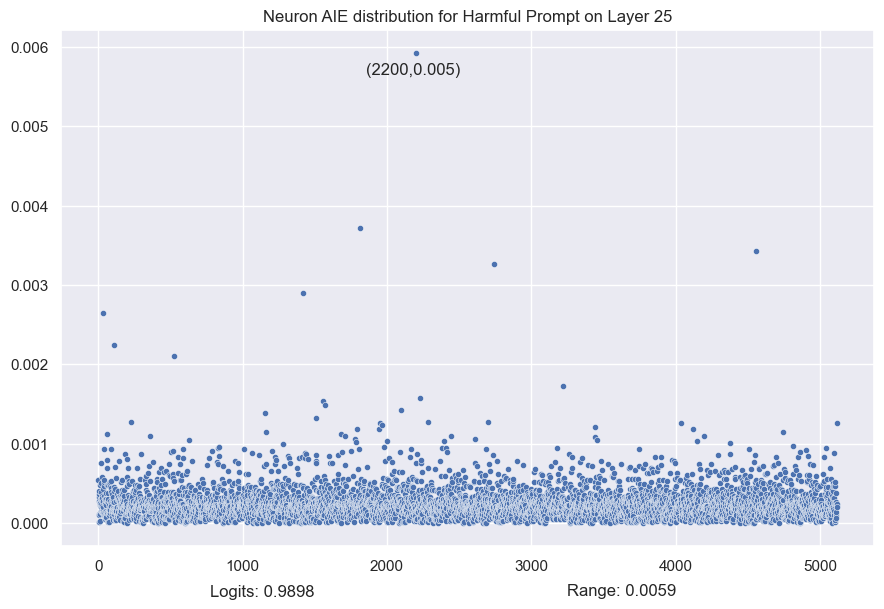 Neuron AIE distribution for Harmful Prompt on Layer 25
0.006
(2200,0.005)
0.005
0.004
0.003
0.002
0.001
0.000
0 1000 2000 3000 4000 5000
Logits: 0.9898 Range: 0.0059